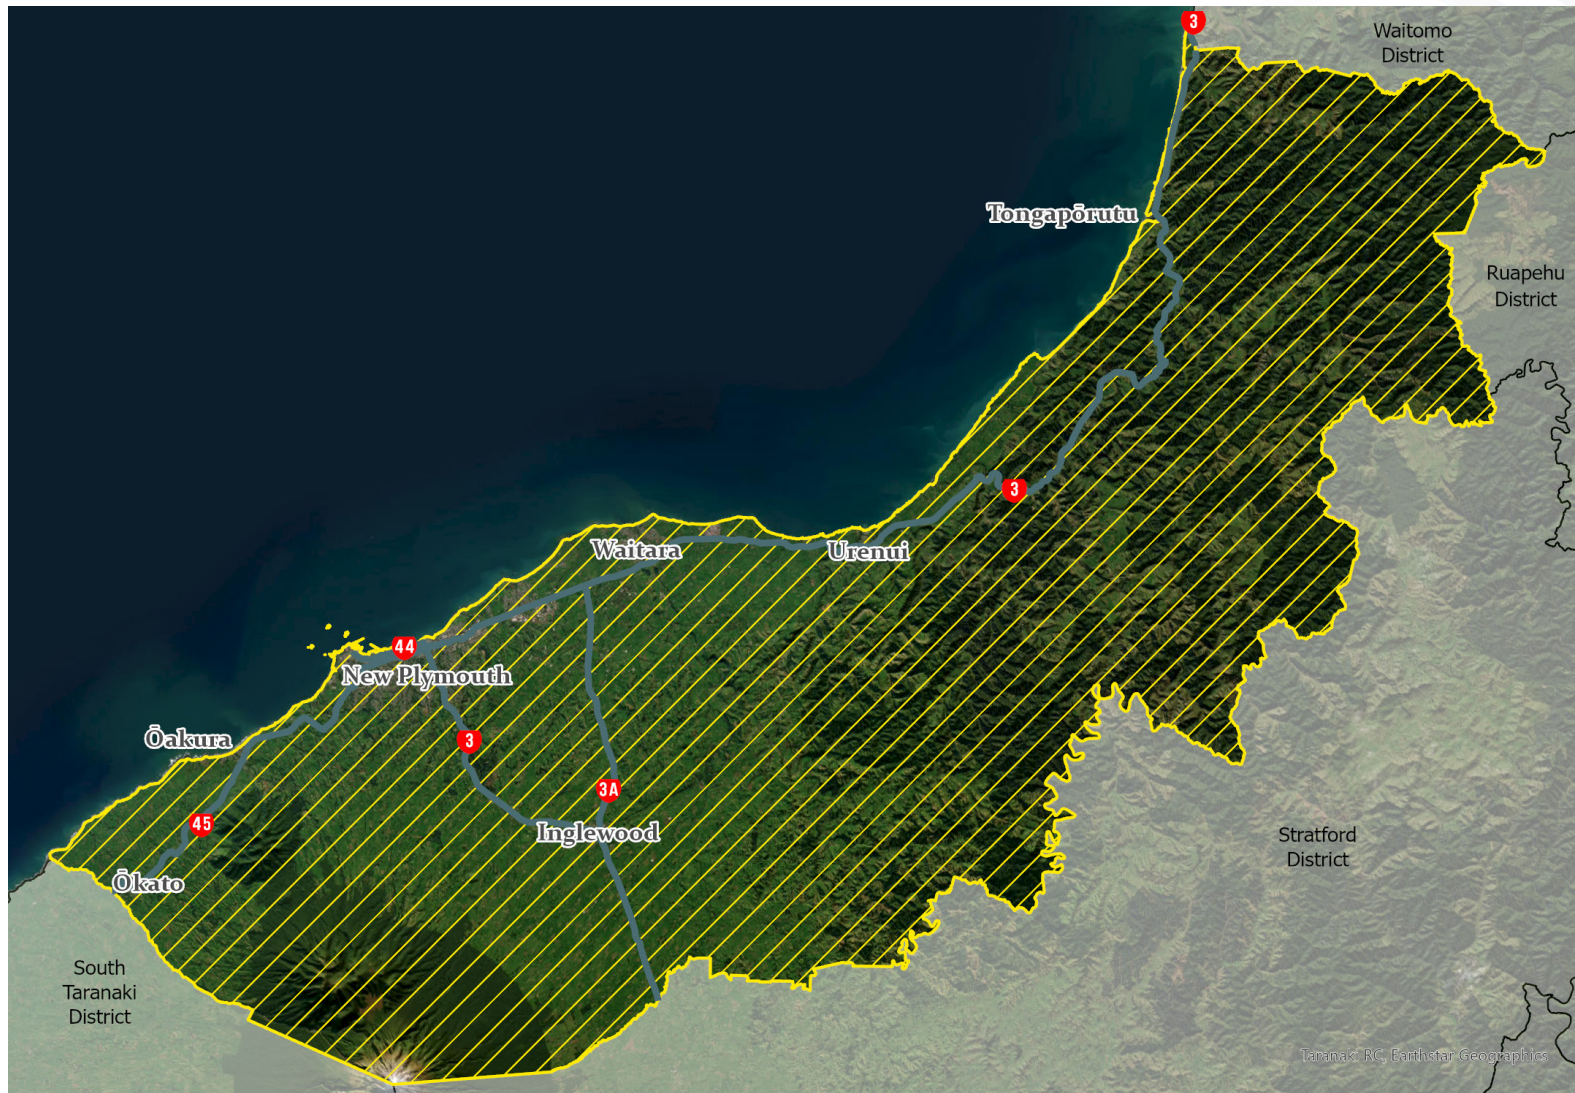 3
Waitomo
District
Tongapōrutu
Ruapehu
District
3
Waitara
Urenui
44
New Plymouth
Ōakura
3
3A
45
Inglewood
Stratford
District
Ōkato
South
Taranaki
District
Taranaki RC, Earthstar Geographics